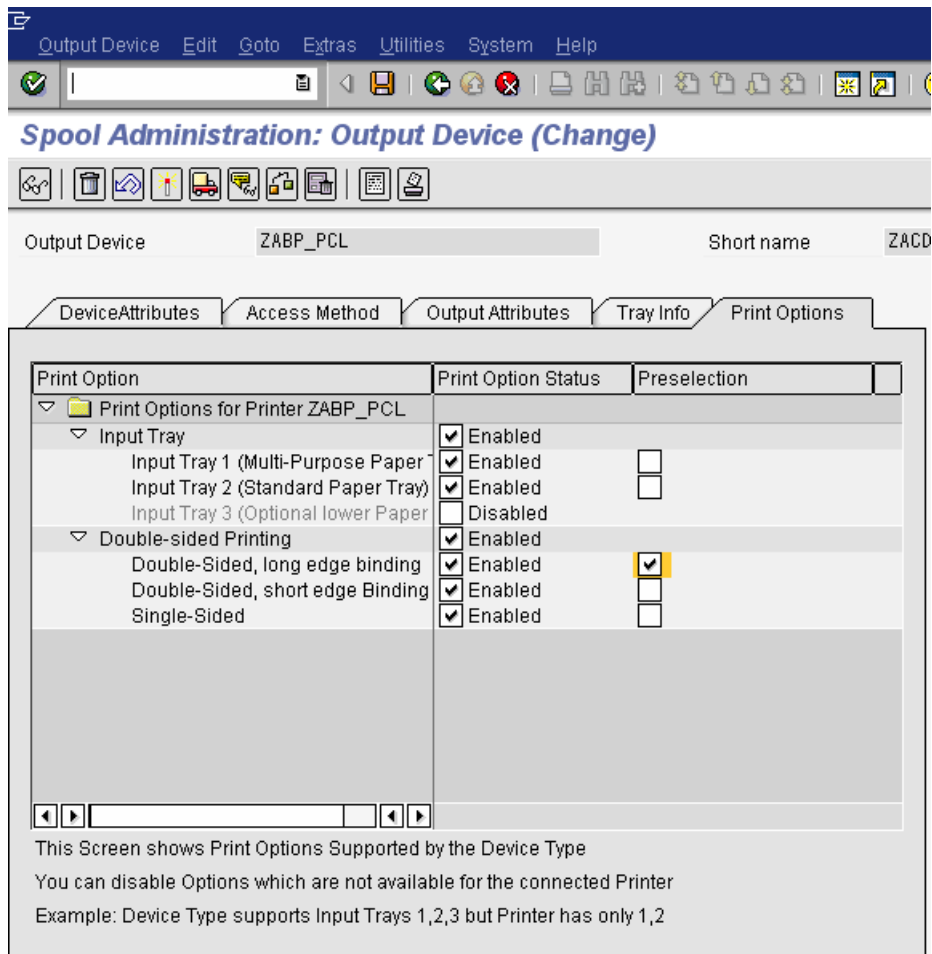 Output Device Edit Goto Extras Utilities System Help
Spool Administration: Output Device (Change)
Output Device ZABP_PCL Short name ZACD
DeviceAttributes Access Method Output Attributes Tray Info Print Options
Print Option Print Option Status Preselection
Print Options for Printer ZABP_PCL
Input Tray Enabled
Input Tray 1 (Multi-Purpose Paper Enabled
Input Tray 2 (Standard Paper Tray) Enabled
Input Tray 3 (Optional lower Paper Disabled
Double-sided Printing Enabled
Double-Sided, long edge binding Enabled
Double-Sided, short edge Binding Enabled
Single-Sided Enabled
This Screen shows Print Options Supported by the Device Type
You can disable Options which are not available for the connected Printer
Example: Device Type supports Input Trays 1,2,3 but Printer has only 1,2